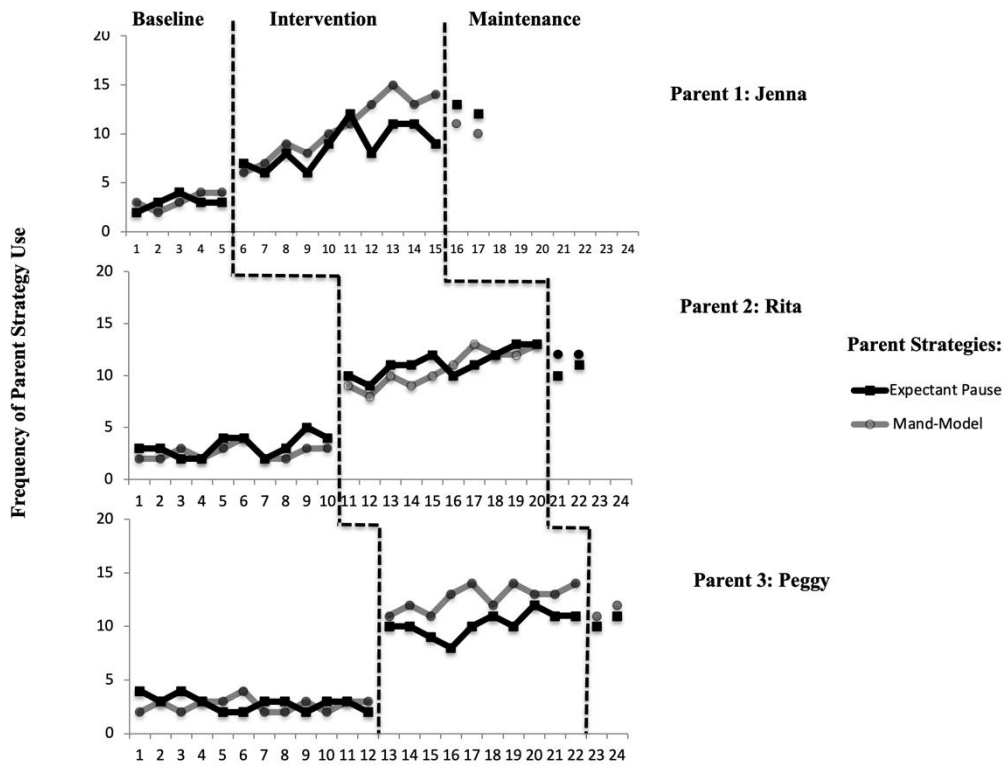 Baseline Intervention Maintenance
Frequency of Parent Strategy Use
20
15
10
5
0
1 2 3 4 5 6 7 8 9 10 11 12 13 14 15 16 17 18 19 20 21 22 23 24
Parent 1: Jenna
20
15
10
5
0
1 2 3 4 5 6 7 8 9 10 11 12 13 14 15 16 17 18 19 20 21 22 23 24
Parent 2: Rita
Parent Strategies:
Expectant Pause
Mand-Model
20
15
10
5
0
1 2 3 4 5 6 7 8 9 10 11 12 13 14 15 16 17 18 19 20 21 22 23 24
Parent 3: Peggy